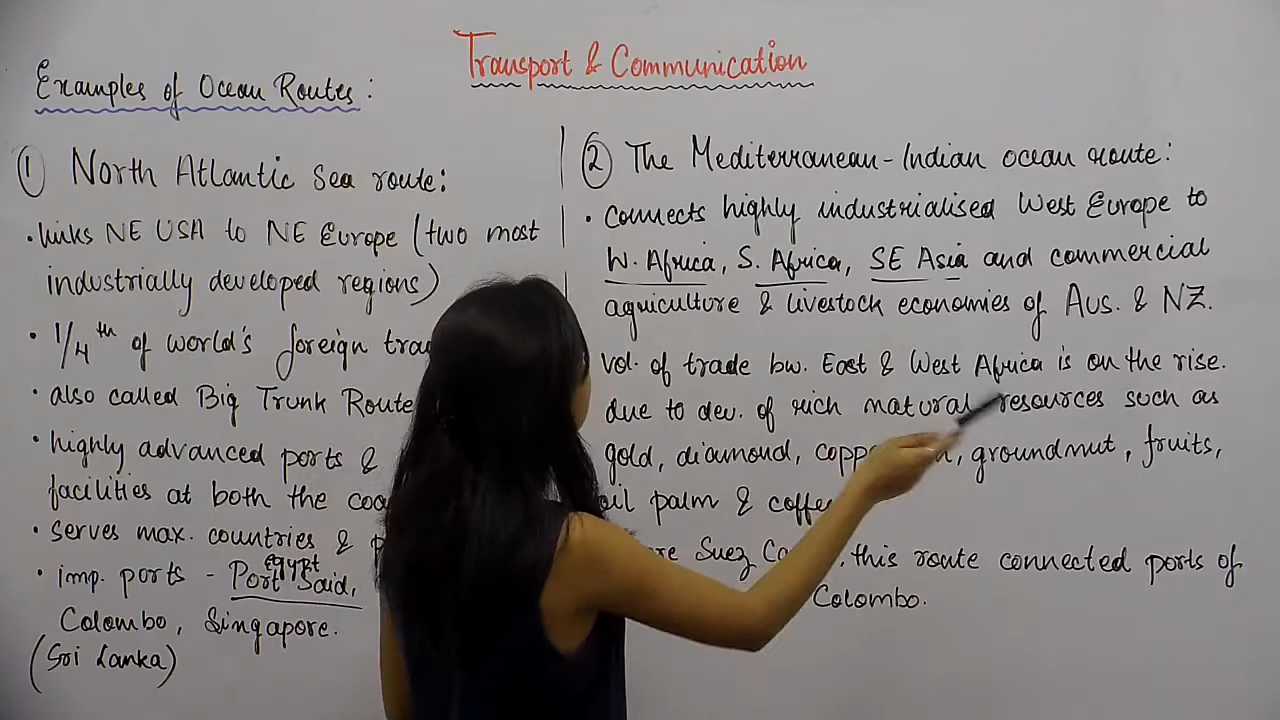 Transport & Communication
Examples of Ocean Routes:
① North Atlantic Sea route:
• links NE USA to NE Europe (two most
industrially developed regions)
• 1/4th of world's foreign
• also called Big Trunk Route
• highly advanced ports &
facilities at both the
• serves max. countries &
• imp. ports - Port Said,
Egypt
Colombo, Singapore.
(Sri Lanka)
② The Mediterranean-Indian ocean route:
• connects highly industrialised West Europe to
W. Africa, S. Africa, SE Asia and commercial
agriculture & livestock economies of Aus. & NZ.
vol. of trade bw. East & West Africa is on the rise.
due to dev. of rich natural resources such as
gold, diamond, groundnut, fruits,
oil palm & coffee
Suez this route connected ports of
Colombo.